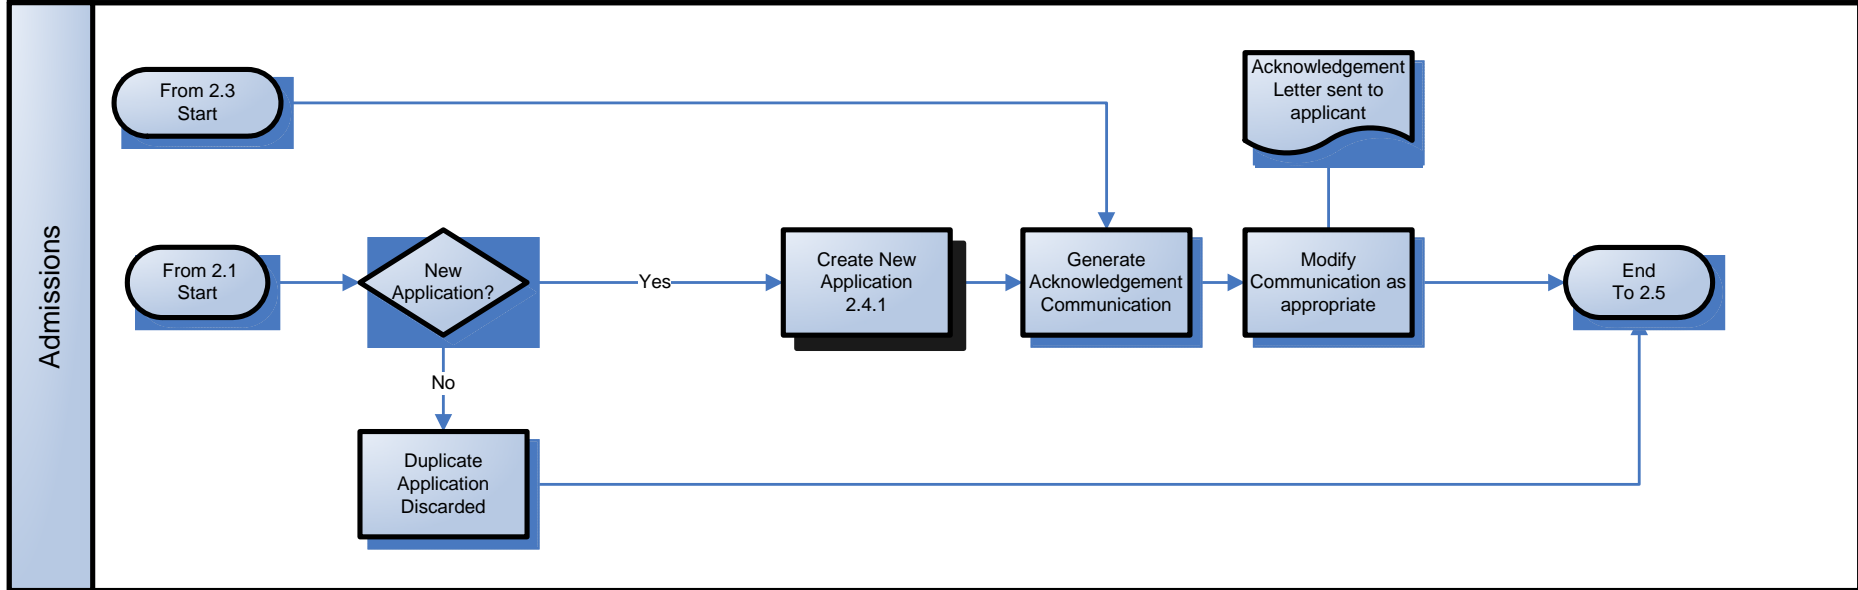 Admissions
From 2.3
Start
Acknowledgement
Letter sent to
applicant
From 2.1
Start
New
Application?
Yes
Create New
Application
2.4.1
Generate
Acknowledgement
Communication
Modify
Communication as
appropriate
End
To 2.5
No
Duplicate
Application
Discarded